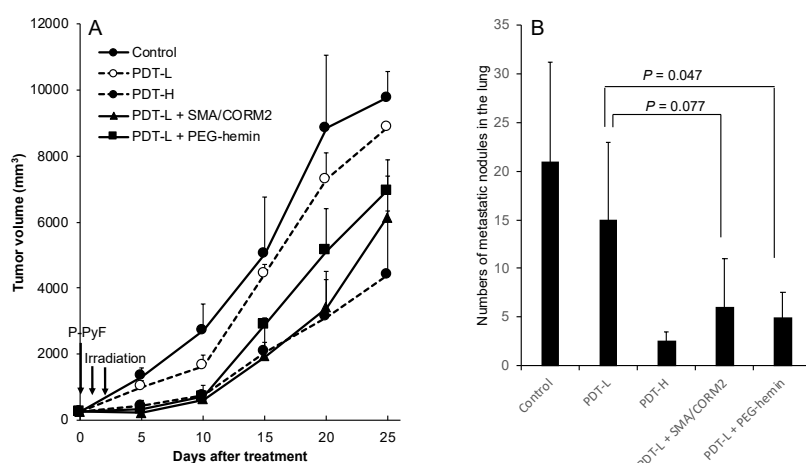 A
12000
10000
8000
6000
4000
2000
0
Tumor volume (mm³)
Control
PDT-L
PDT-H
PDT-L + SMA/CORM2
PDT-L + PEG-hemin
P-PyF
Irradiation
0 5 10 15 20 25
Days after treatment
B
P = 0.047
P = 0.077
35
30
25
20
15
10
5
0
Numbers of metastatic nodules in the lung
Control
PDT-L
PDT-H
PDT-L + SMA/CORM2
PDT-L + PEG-hemin